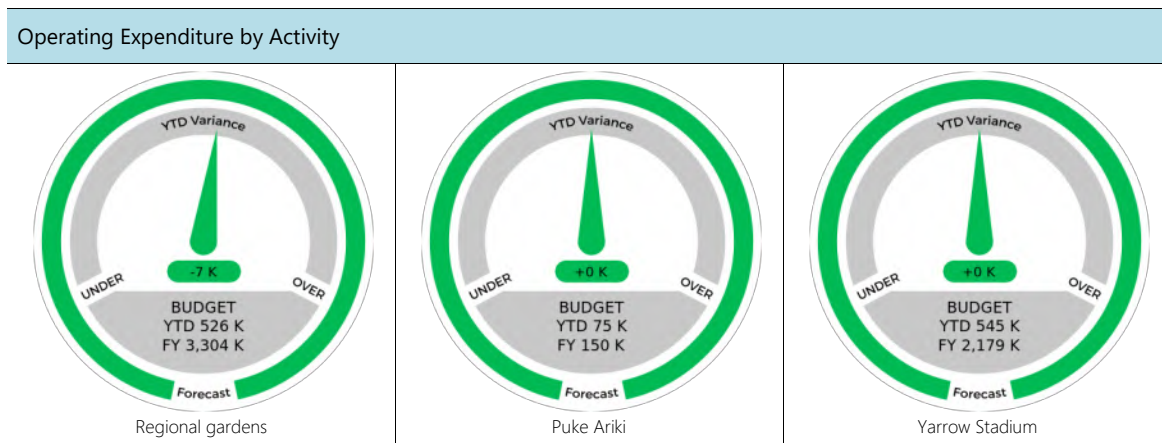 Operating Expenditure by Activity
YTD Variance
UNDER
OVER
-7 K
BUDGET
YTD 526 K
FY 3,304 K
Forecast
Regional gardens
YTD Variance
UNDER
OVER
+0 K
BUDGET
YTD 75 K
FY 150 K
Forecast
Puke Ariki
YTD Variance
UNDER
OVER
+0 K
BUDGET
YTD 545 K
FY 2,179 K
Forecast
Yarrow Stadium